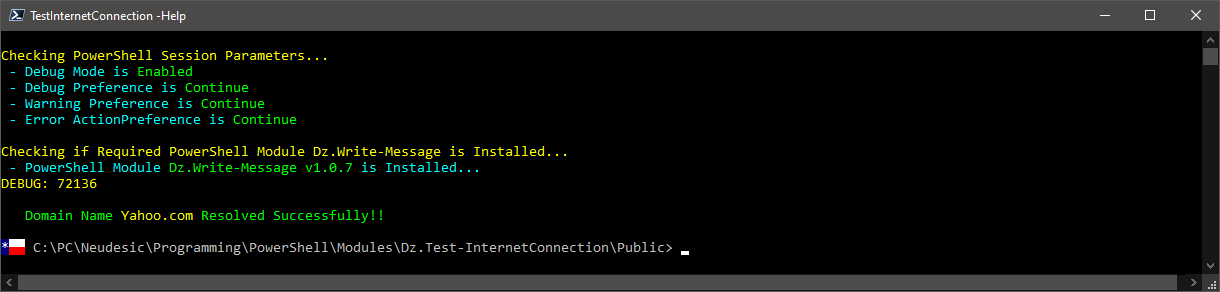 TestInternetConnection -Help
Checking PowerShell Session Parameters...
- Debug Mode is Enabled
- Debug Preference is Continue
- Warning Preference is Continue
- Error ActionPreference is Continue
Checking if Required PowerShell Module Dz.Write-Message is Installed...
- PowerShell Module Dz.Write-Message v1.0.7 is Installed...
DEBUG: 72136
Domain Name Yahoo.com Resolved Successfully!!
* C:\PC\Neudesic\Programming\PowerShell\Modules\Dz.Test-InternetConnection\Public>